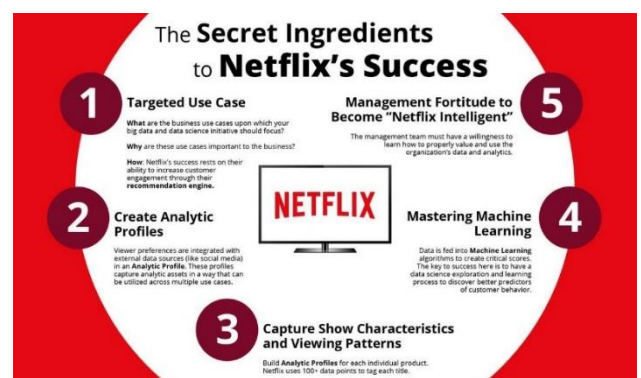 The Secret Ingredients
to Netflix's Success
1
Targeted Use Case
What are the business use cases upon which your
big data and data science initiative should focus?
Why are these use cases important to the business?
How: Netflix's success rests on their
ability to increase customer
engagement through their
recommendation engine.
2
Create Analytic
Profiles
Viewer preferences are integrated with
external data sources (like social media)
in an Analytic Profile. These profiles
capture analytic assets in a way that can
be utilized across multiple use cases.
NETFLIX
3
Capture Show Characteristics
and Viewing Patterns
Build Analytic Profiles for each individual product.
Netflix uses 100+ data points to tag each title.
4
Mastering Machine
Learning
Data is fed into Machine Learning
algorithms to create critical scores.
The key to success here is to have a
data science exploration and learning
process to discover better predictors
of customer behavior.
5
Management Fortitude to
Become "Netflix Intelligent"
The management team must have a willingness to
learn how to properly value and use the
organization's data and analytics.